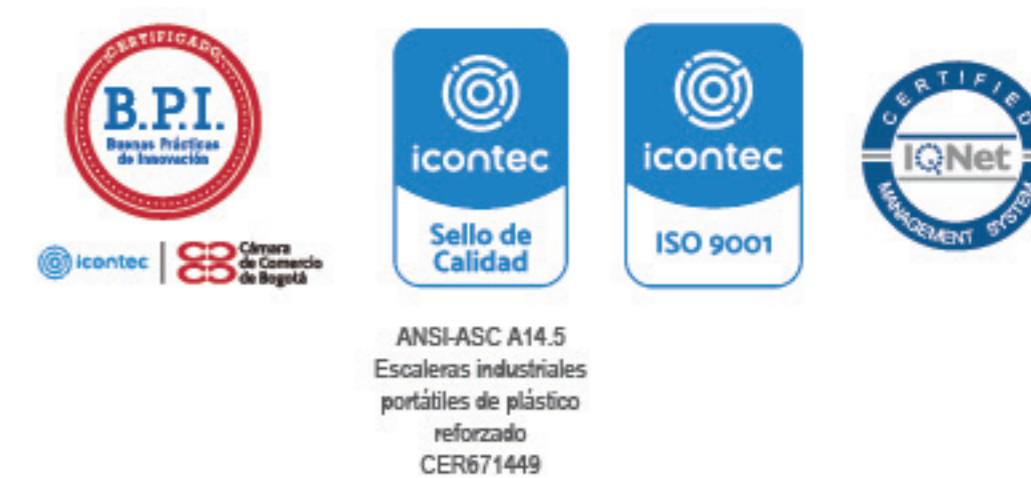 CERTIFICADO
B.P.I.
Buenas Prácticas
de Innovación
icontec
Cámara
de Comercio
de Bogotá
icontec
Sello de
Calidad
ANSI-ASC A14.5
Escaleras industriales
portátiles de plástico
reforzado
CER671449
icontec
ISO 9001
CERTIFIED
IQNet
MANAGEMENT SYSTEM